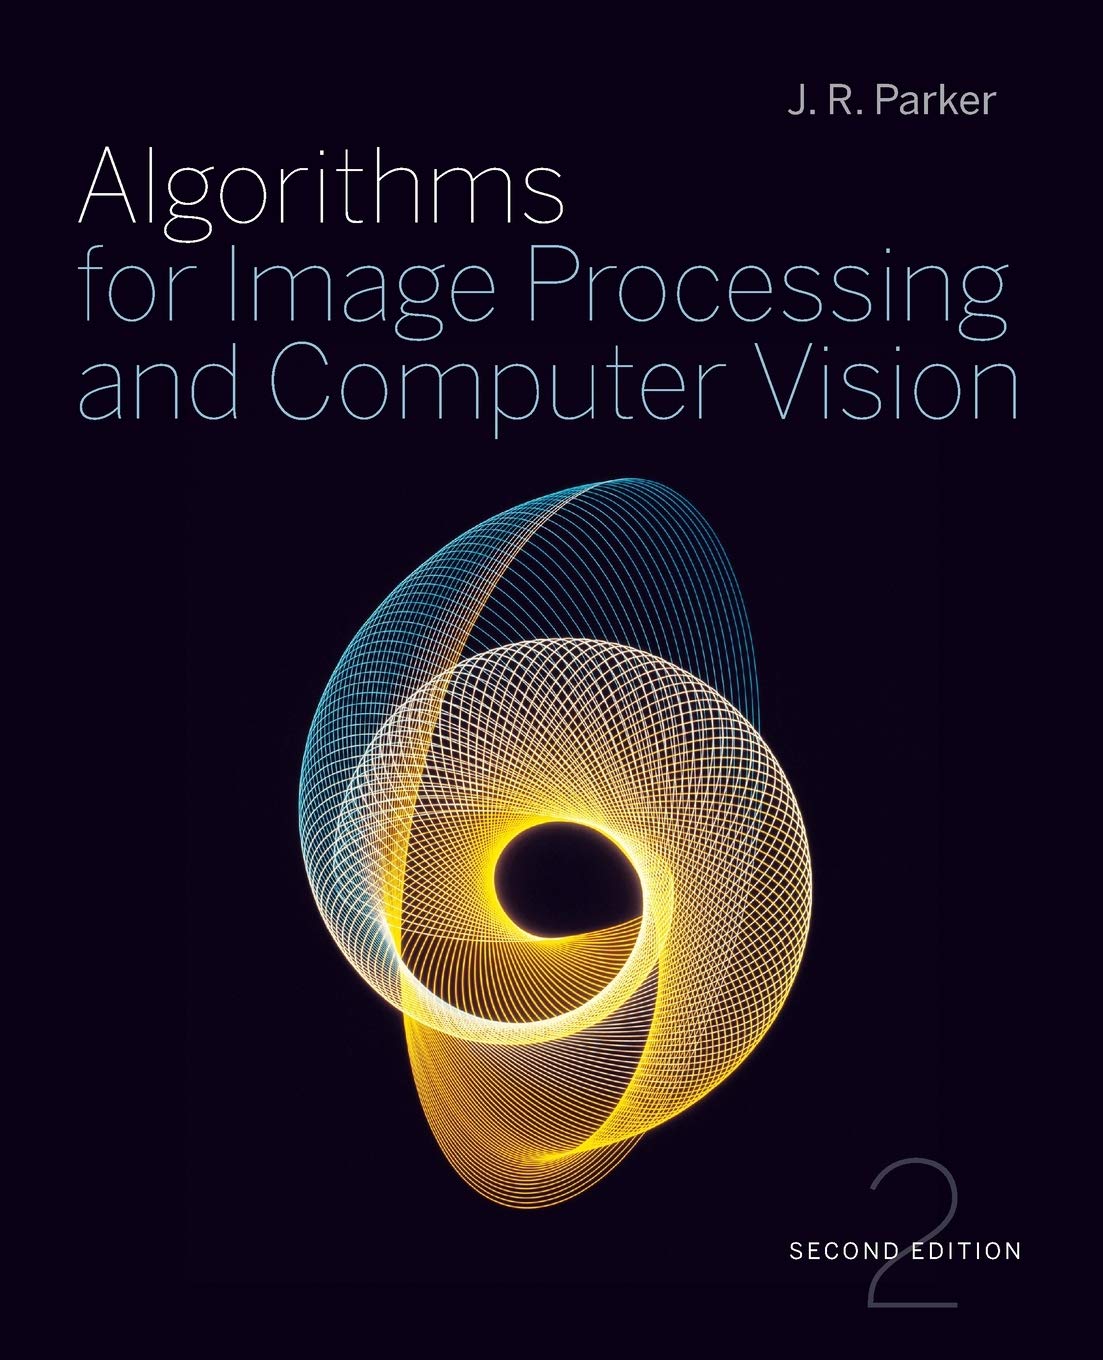 J. R. Parker
Algorithms
for Image Processing
and Computer Vision
2
SECOND EDITION